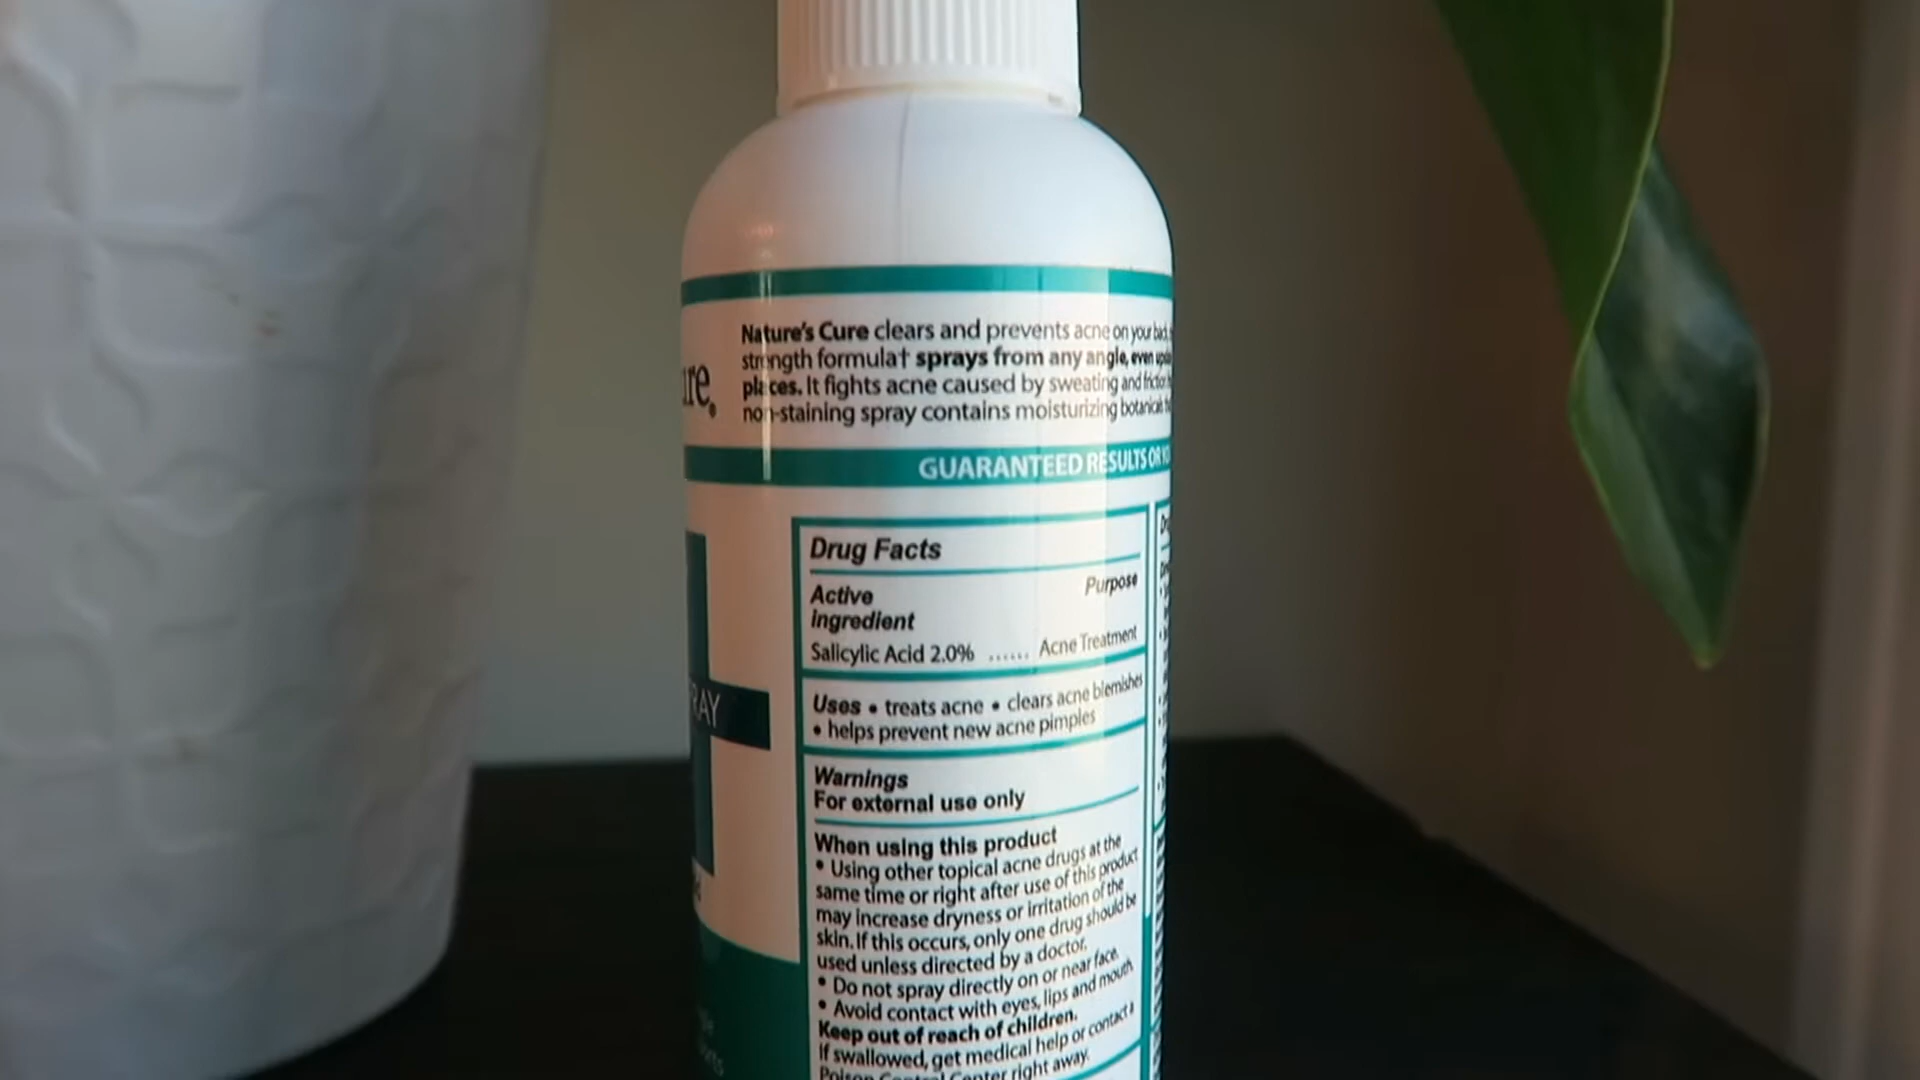 Nature's Cure clears and prevents acne on your back,
strength formula† sprays from any angle, even
places. It fights acne caused by sweating and friction
non-staining spray contains moisturizing botanicals
ure®
GUARANTEED RESULTS OR
Drug Facts
Active Purpose
ingredient
Salicylic Acid 2.0% ...... Acne Treatment
Uses • treats acne • clears acne blemishes
• helps prevent new acne pimples
Warnings
For external use only
When using this product
• Using other topical acne drugs at the
same time or right after use of this product
may increase dryness or irritation of the
skin. If this occurs, only one drug should be
used unless directed by a doctor.
• Do not spray directly on or near face.
• Avoid contact with eyes, lips and mouth
Keep out of reach of children.
If swallowed, get medical help or contact a
Poison Control Center right away.
RAY